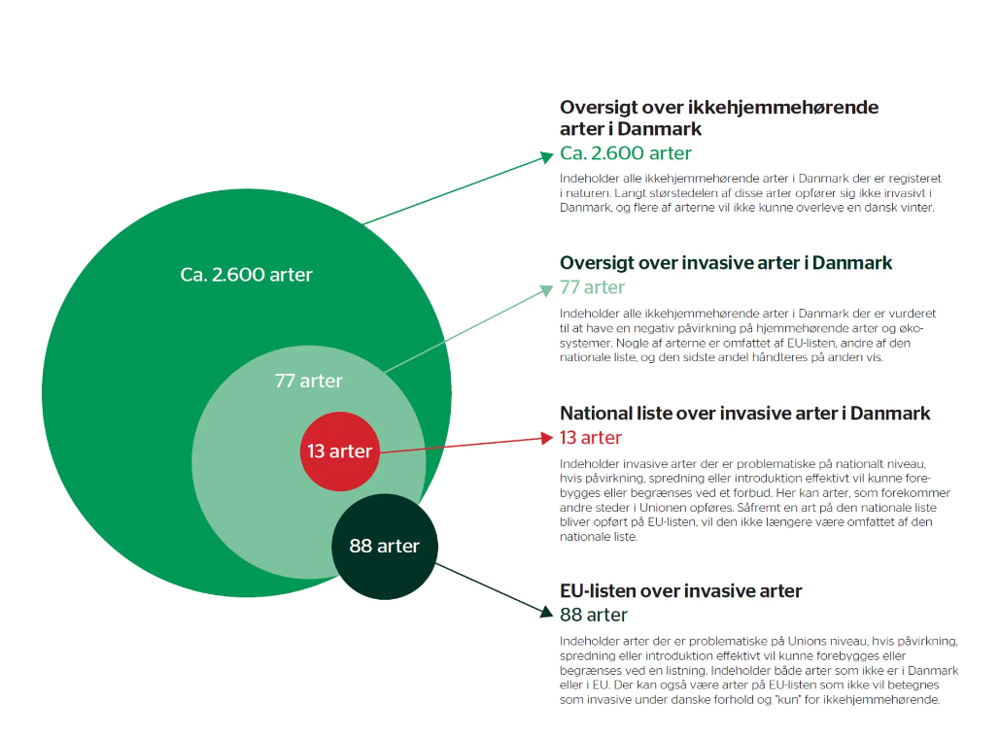 Oversigt over ikkehjemmehørende
arter i Danmark
Ca. 2.600 arter
Indeholder alle ikkehjemmehørende arter i Danmark der er registeret
i naturen. Langt størstedelen af disse arter opfører sig ikke invasivt i
Danmark, og flere af arterne vil ikke kunne overleve en dansk vinter.
Ca. 2.600 arter
Oversigt over invasive arter i Danmark
77 arter
Indeholder alle ikkehjemmehørende arter i Danmark der er vurderet
til at have en negativ påvirkning på hjemmehørende arter og øko-
systemer. Nogle af arterne er omfattet af EU-listen, andre af den
nationale liste, og den sidste andel håndteres på anden vis.
77 arter
National liste over invasive arter i Danmark
13 arter
Indeholder invasive arter der er problematiske på nationalt niveau,
hvis påvirkning, spredning eller introduktion effektivt vil kunne fore-
bygges eller begrænses ved et forbud. Her kan arter, som forekommer
andre steder i Unionen opføres. Såfremt en art på den nationale liste
bliver opført på EU-listen, vil den ikke længere være omfattet af den
nationale liste.
13 arter
88 arter
EU-listen over invasive arter
88 arter
Indeholder arter der er problematiske på Unions niveau, hvis påvirkning,
spredning eller introduktion effektivt vil kunne forebygges eller
begrænses ved en listning. Indeholder både arter som ikke er i Danmark
eller i EU. Der kan også være arter på EU-listen som ikke vil betegnes
som invasive under danske forhold og "kun" for ikkehjemmehørende.